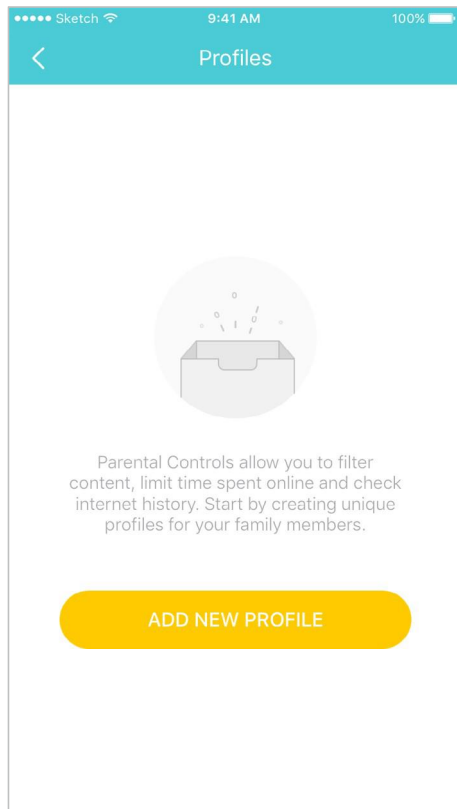 Sketch 9:41 AM 100%
Profiles
Parental Controls allow you to filter
content, limit time spent online and check
internet history. Start by creating unique
profiles for your family members.
ADD NEW PROFILE